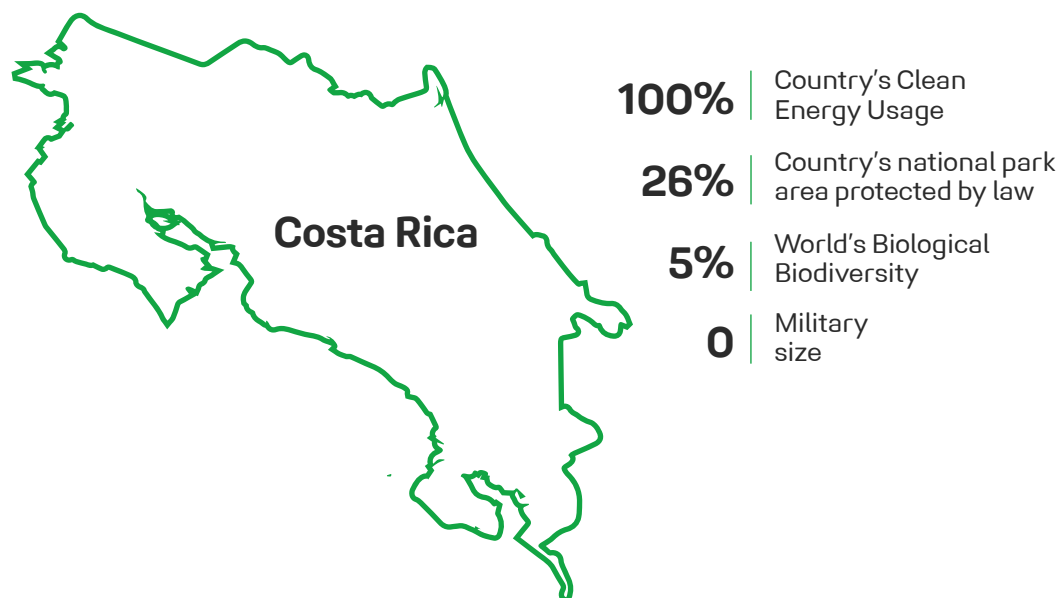 Costa Rica
100%
Country's Clean
Energy Usage
26%
Country's national park
area protected by law
5%
World's Biological
Biodiversity
0
Military
size